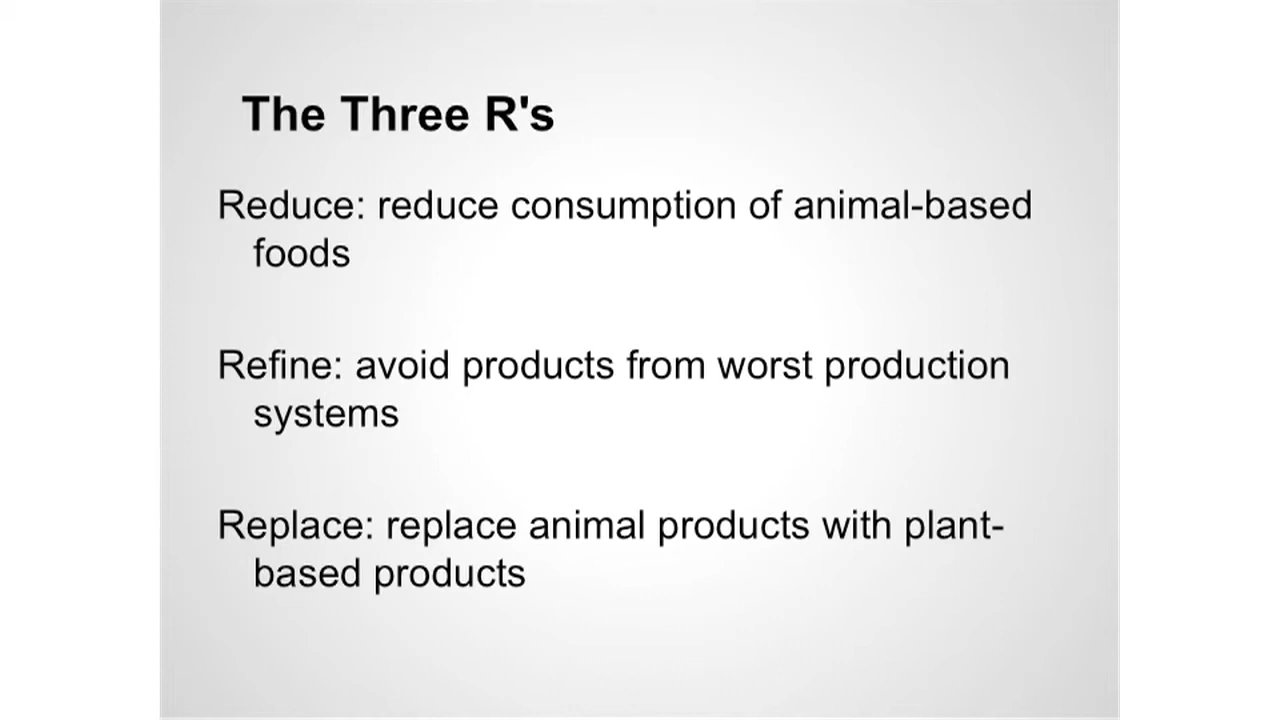 The Three R's
Reduce: reduce consumption of animal-based
foods
Refine: avoid products from worst production
systems
Replace: replace animal products with plant-
based products